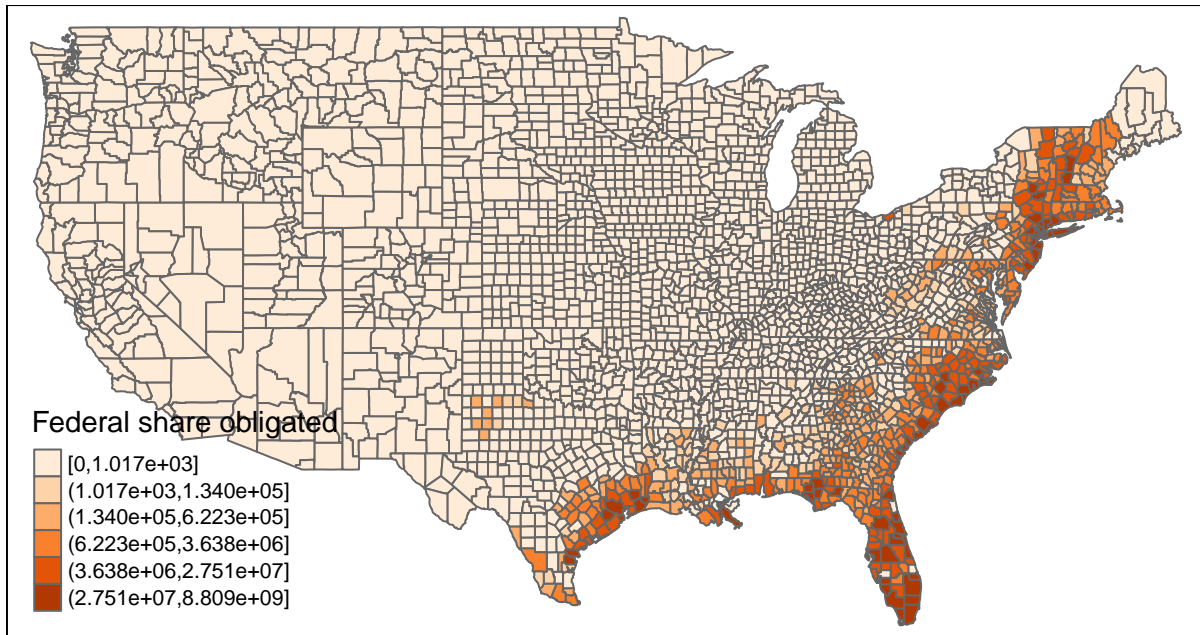 Federal share obligated
[0,1.017e+03]
(1.017e+03,1.340e+05]
(1.340e+05,6.223e+05]
(6.223e+05,3.638e+06]
(3.638e+06,2.751e+07]
(2.751e+07,8.809e+09]